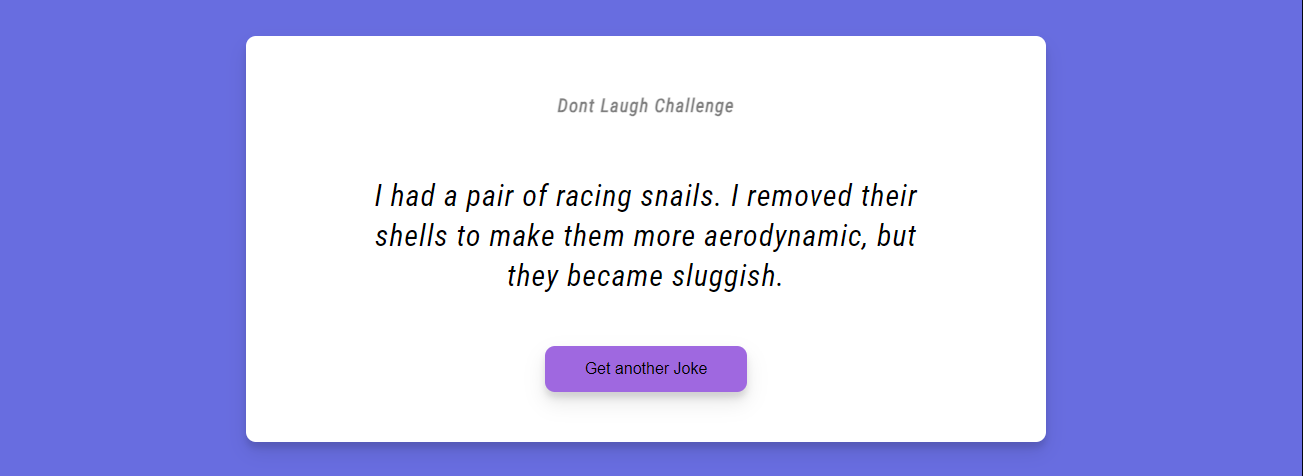 Dont Laugh Challenge
I had a pair of racing snails. I removed their
shells to make them more aerodynamic, but
they became sluggish.
Get another Joke